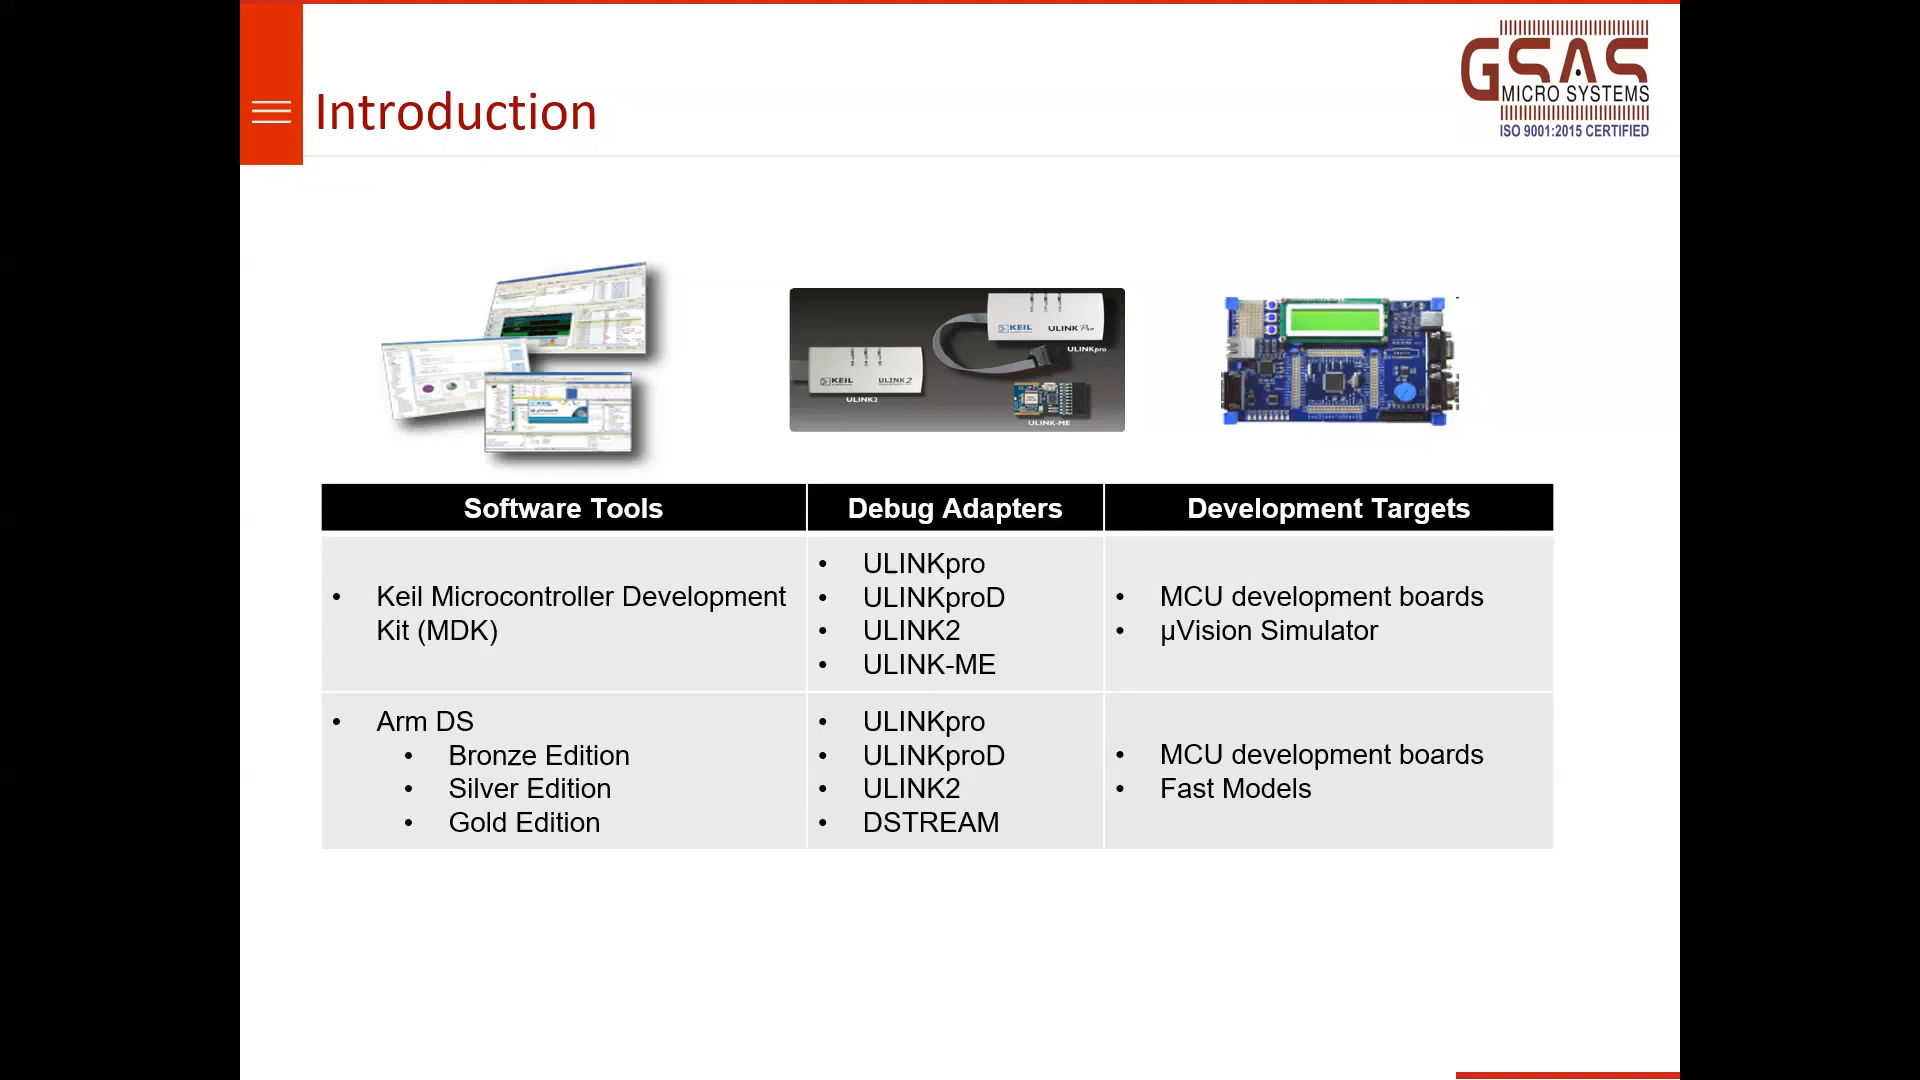 Introduction
GSAS
MICRO SYSTEMS
ISO 9001:2015 CERTIFIED
KEIL ULINK Pro
ULINKpro
KEIL ULINK 2
ULINK2
ULINK-ME
Software Tools
Debug Adapters
Development Targets
• Keil Microcontroller Development
Kit (MDK)
• ULINKpro
• ULINKproD
• ULINK2
• ULINK-ME
• MCU development boards
• µVision Simulator
• Arm DS
• Bronze Edition
• Silver Edition
• Gold Edition
• ULINKpro
• ULINKproD
• ULINK2
• DSTREAM
• MCU development boards
• Fast Models